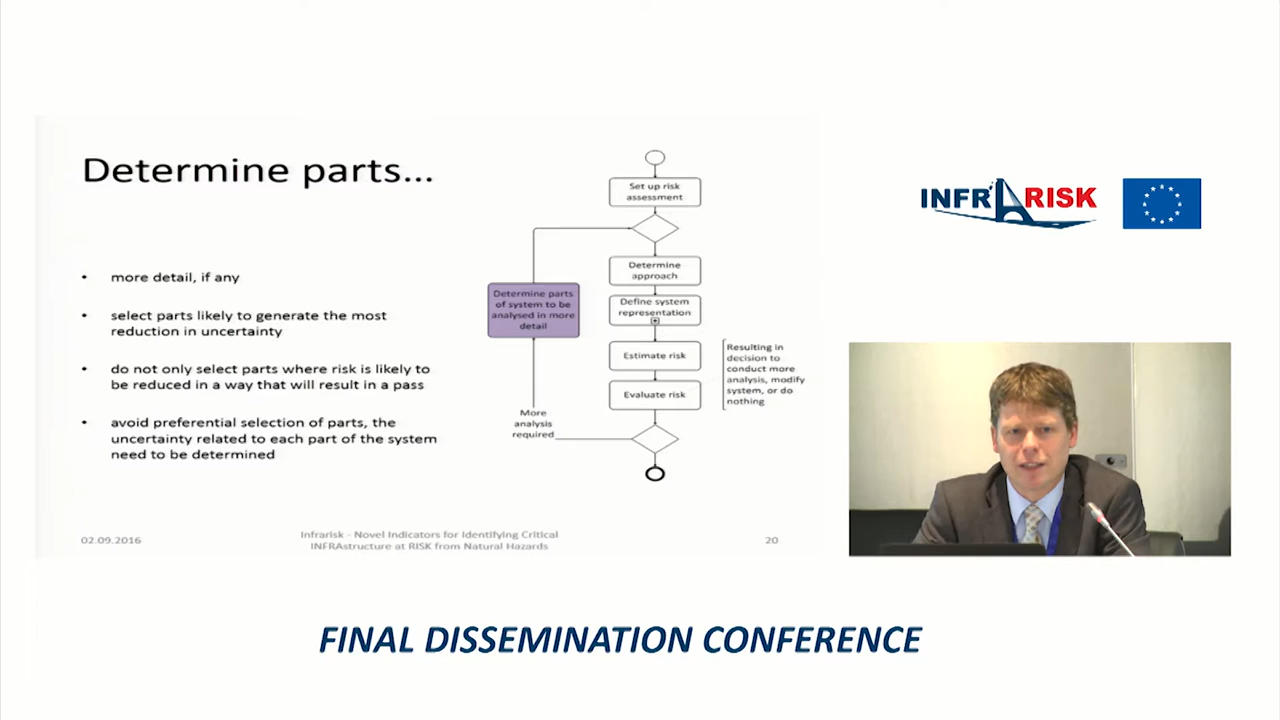 Determine parts...
• more detail, if any
• select parts likely to generate the most
reduction in uncertainty
• do not only select parts where risk is likely to
be reduced in a way that will result in a pass
• avoid preferential selection of parts, the
uncertainty related to each part of the system
need to be determined
Set up risk
assessment
Determine
approach
Define system
representation
Determine parts
of system to be
analysed in more
detail
Estimate risk
Evaluate risk
Resulting in
decision to
conduct more
analysis, modify
system, or do
nothing
More
analysis
required
02.09.2016
Infrarisk - Novel Indicators for Identifying Critical
INFRAstructure at RISK from Natural Hazards
20
INFRARISK
FINAL DISSEMINATION CONFERENCE